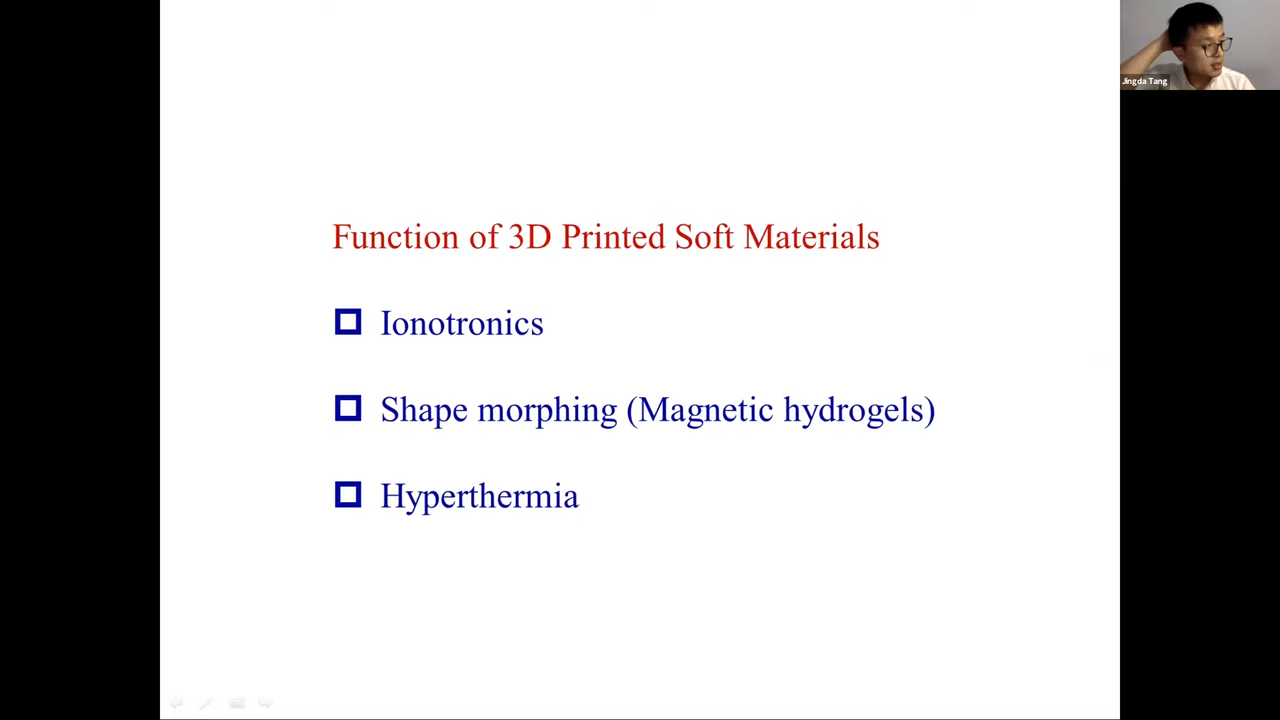 Jingda Tang
Function of 3D Printed Soft Materials
Ionotronics
Shape morphing (Magnetic hydrogels)
Hyperthermia